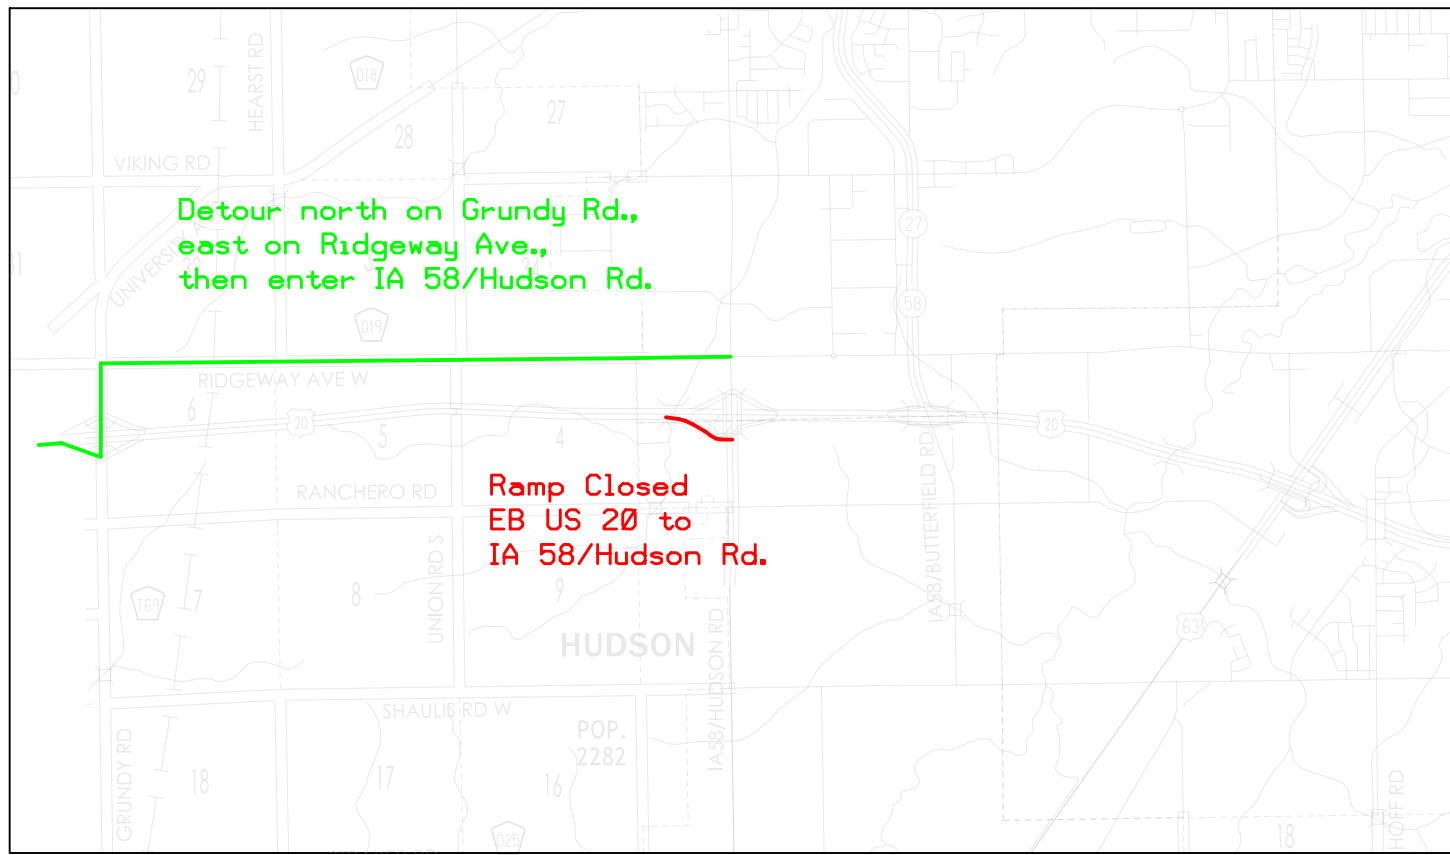 29
HEARST RD
D18
27
28
VIKING RD
Detour north on Grundy Rd.,
east on Ridgeway Ave.,
then enter IA 58/Hudson Rd.
27
58
D19
RIDGEWAY AVE W
6
20
5
4
20
Ramp Closed
EB US 20 to
IA 58/Hudson Rd.
RANCHERO RD
UNION RD S
IA58/BUTTERFIELD RD
T69
7
8
9
63
HUDSON
IA58/HUDSON RD
SHAULIS RD W
POP.
2282
GRUNDY RD
18
17
16
D25
18
HOFF RD